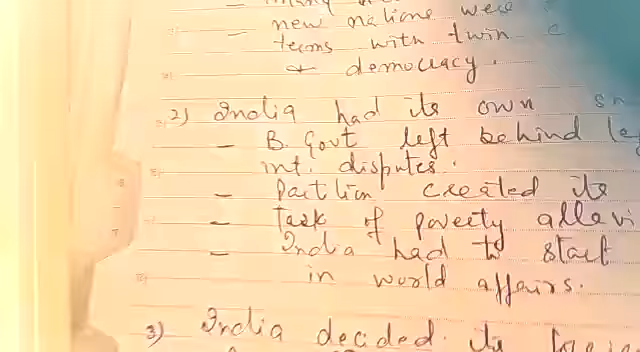 new nations were
— terms with twin
& democracy.
2) India had its own
— B. Govt left behind
int. disputes.
— Partition created its
— Task of poverty allevi
— India had to start
in world affairs.
3) India decided its